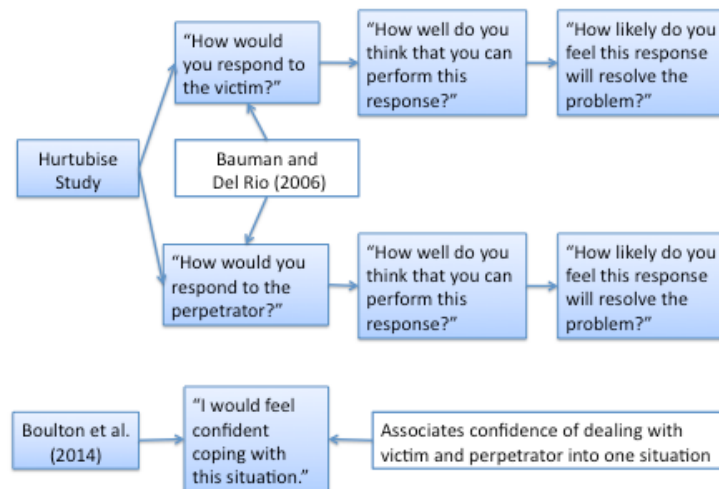 “How would
you respond to
the victim?”
“How well do you
think that you can
perform this
response?”
“How likely do you
feel this response
will resolve the
problem?”
Hurtubise
Study
Bauman and
Del Rio (2006)
“How would you
respond to the
perpetrator?”
“How well do you
think that you can
perform this
response?”
“How likely do you
feel this response
will resolve the
problem?”
Boulton et al.
(2014)
“I would feel
confident
coping with
this situation.”
Associates confidence of dealing with
victim and perpetrator into one situation